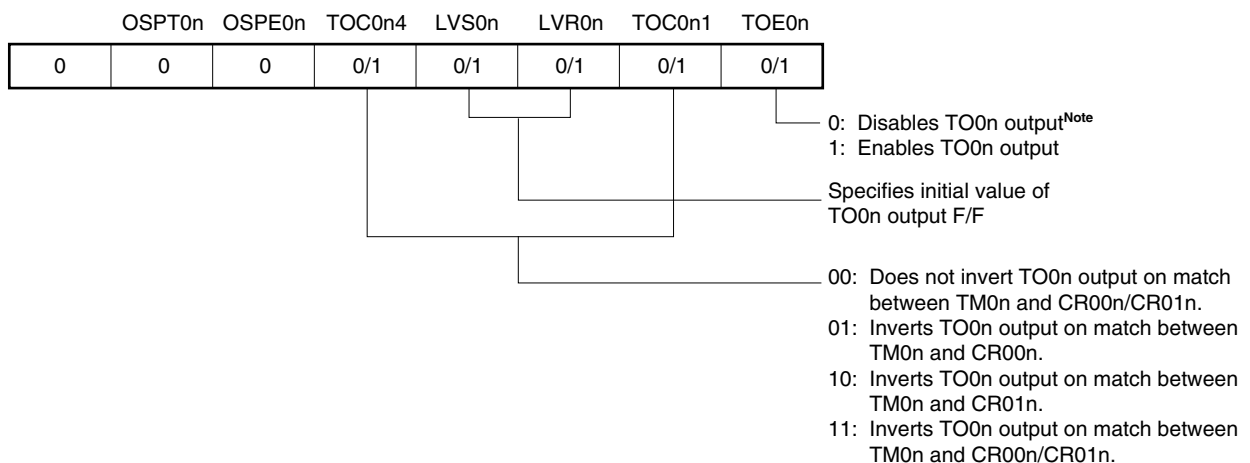 OSPT0n OSPE0n TOC0n4 LVS0n LVR0n TOC0n1 TOE0n
0 0 0 0/1 0/1 0/1 0/1 0/1
0: Disables TO0n outputNote
1: Enables TO0n output
Specifies initial value of
TO0n output F/F
00: Does not invert TO0n output on match
between TM0n and CR00n/CR01n.
01: Inverts TO0n output on match between
TM0n and CR00n.
10: Inverts TO0n output on match between
TM0n and CR01n.
11: Inverts TO0n output on match between
TM0n and CR00n/CR01n.